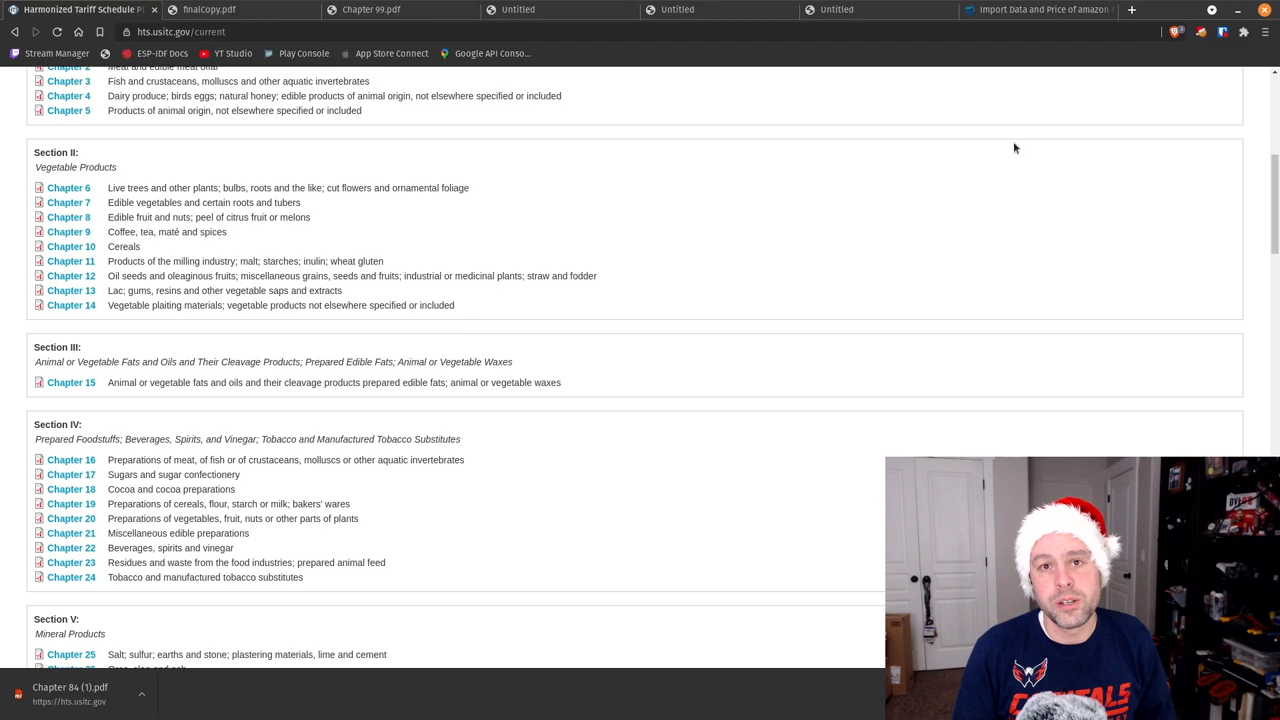 Harmonized Tariff Schedule P
finalCopy.pdf
Chapter 99.pdf
Untitled
Untitled
Untitled
Import Data and Price of amazon
hts.usitc.gov/current
Stream Manager
ESP-IDF Docs
YT Studio
Play Console
App Store Connect
Google API Conso...
Chapter 2 Meat and edible meat offal
Chapter 3 Fish and crustaceans, molluscs and other aquatic invertebrates
Chapter 4 Dairy produce; birds eggs; natural honey; edible products of animal origin, not elsewhere specified or included
Chapter 5 Products of animal origin, not elsewhere specified or included
Section II:
Vegetable Products
Chapter 6 Live trees and other plants; bulbs, roots and the like; cut flowers and ornamental foliage
Chapter 7 Edible vegetables and certain roots and tubers
Chapter 8 Edible fruit and nuts; peel of citrus fruit or melons
Chapter 9 Coffee, tea, maté and spices
Chapter 10 Cereals
Chapter 11 Products of the milling industry; malt; starches; inulin; wheat gluten
Chapter 12 Oil seeds and oleaginous fruits; miscellaneous grains, seeds and fruits; industrial or medicinal plants; straw and fodder
Chapter 13 Lac; gums, resins and other vegetable saps and extracts
Chapter 14 Vegetable plaiting materials; vegetable products not elsewhere specified or included
Section III:
Animal or Vegetable Fats and Oils and Their Cleavage Products; Prepared Edible Fats; Animal or Vegetable Waxes
Chapter 15 Animal or vegetable fats and oils and their cleavage products prepared edible fats; animal or vegetable waxes
Section IV:
Prepared Foodstuffs; Beverages, Spirits, and Vinegar; Tobacco and Manufactured Tobacco Substitutes
Chapter 16 Preparations of meat, of fish or of crustaceans, molluscs or other aquatic invertebrates
Chapter 17 Sugars and sugar confectionery
Chapter 18 Cocoa and cocoa preparations
Chapter 19 Preparations of cereals, flour, starch or milk; bakers' wares
Chapter 20 Preparations of vegetables, fruit, nuts or other parts of plants
Chapter 21 Miscellaneous edible preparations
Chapter 22 Beverages, spirits and vinegar
Chapter 23 Residues and waste from the food industries; prepared animal feed
Chapter 24 Tobacco and manufactured tobacco substitutes
Section V:
Mineral Products
Chapter 25 Salt; sulfur; earths and stone; plastering materials, lime and cement
Chapter 84 (1).pdf
https://hts.usitc.gov
CAPITALS